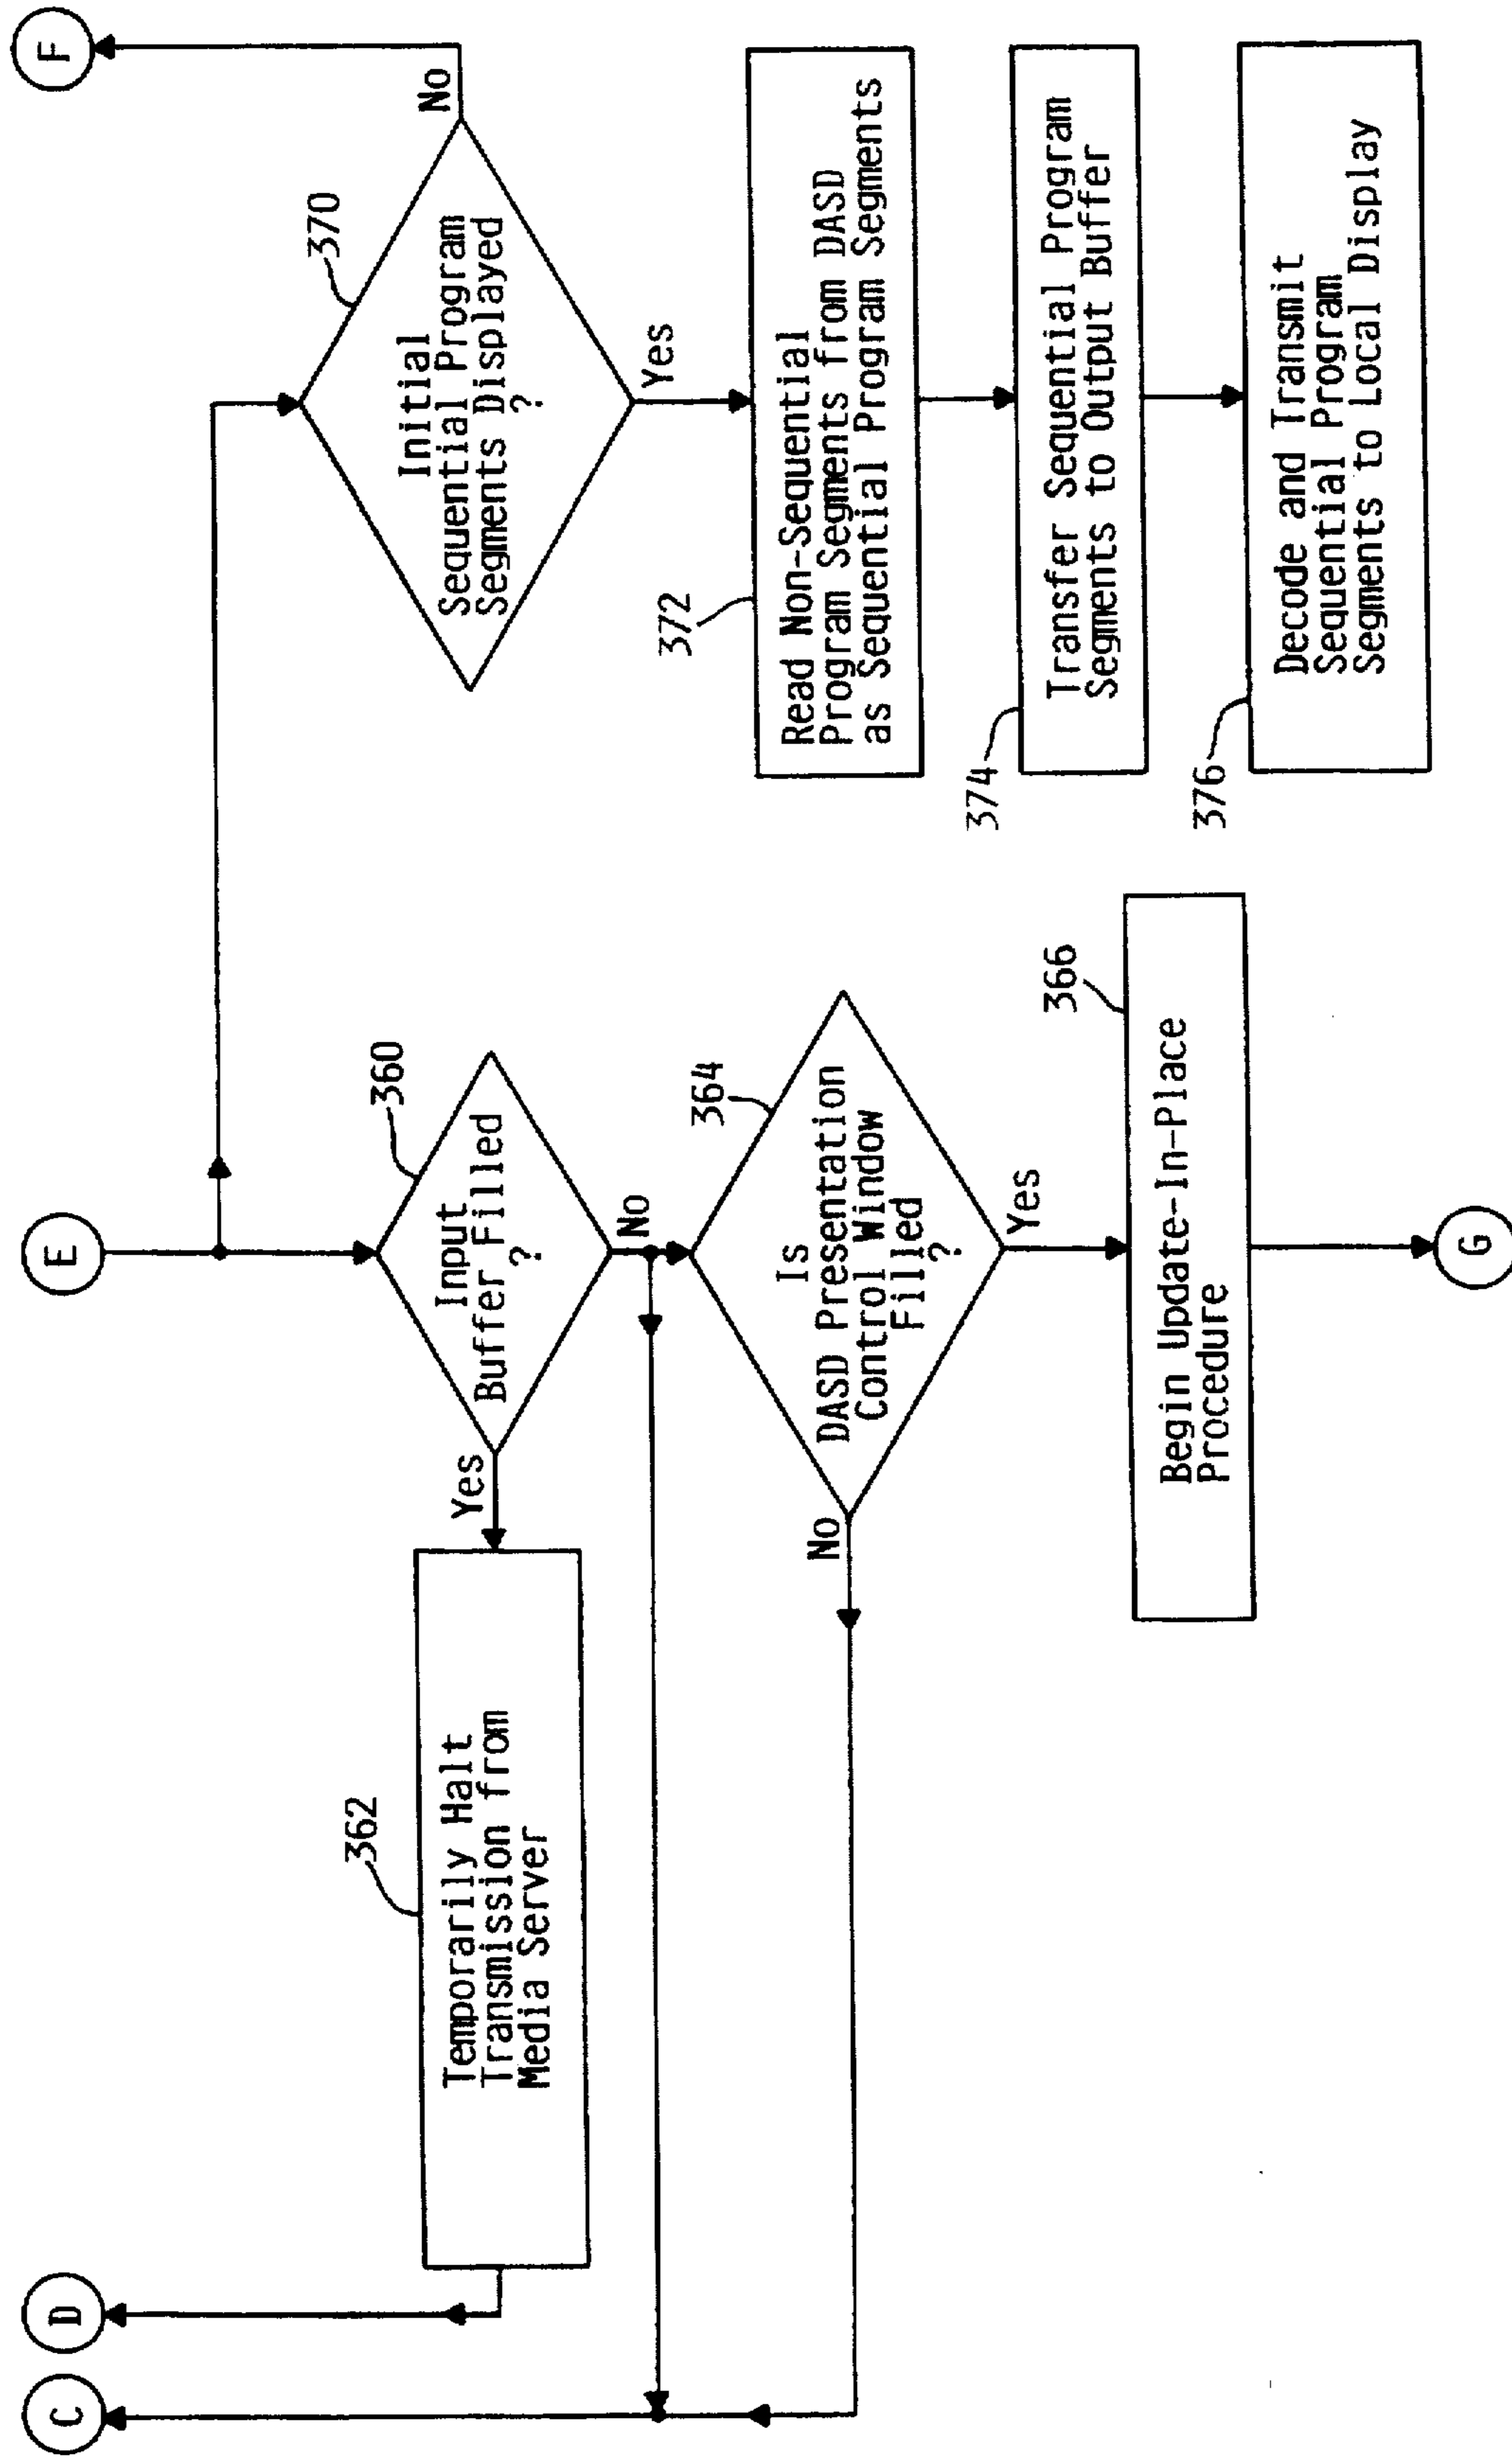 C
D
E
F
362
Temporarily Halt
Transmission from
Media Server
Yes
360
Input
Buffer Filled
?
No
364
Is
DASD Presentation
Control Window
Filled
?
No
Yes
366
Begin Update-In-Place
Procedure
G
370
Initial
Sequential Program
Segments Displayed
?
No
Yes
372
Read Non-Sequential
Program Segments from DASD
as Sequential Program Segments
374
Transfer Sequential Program
Segments to Output Buffer
376
Decode and Transmit
Sequential Program
Segments to Local Display